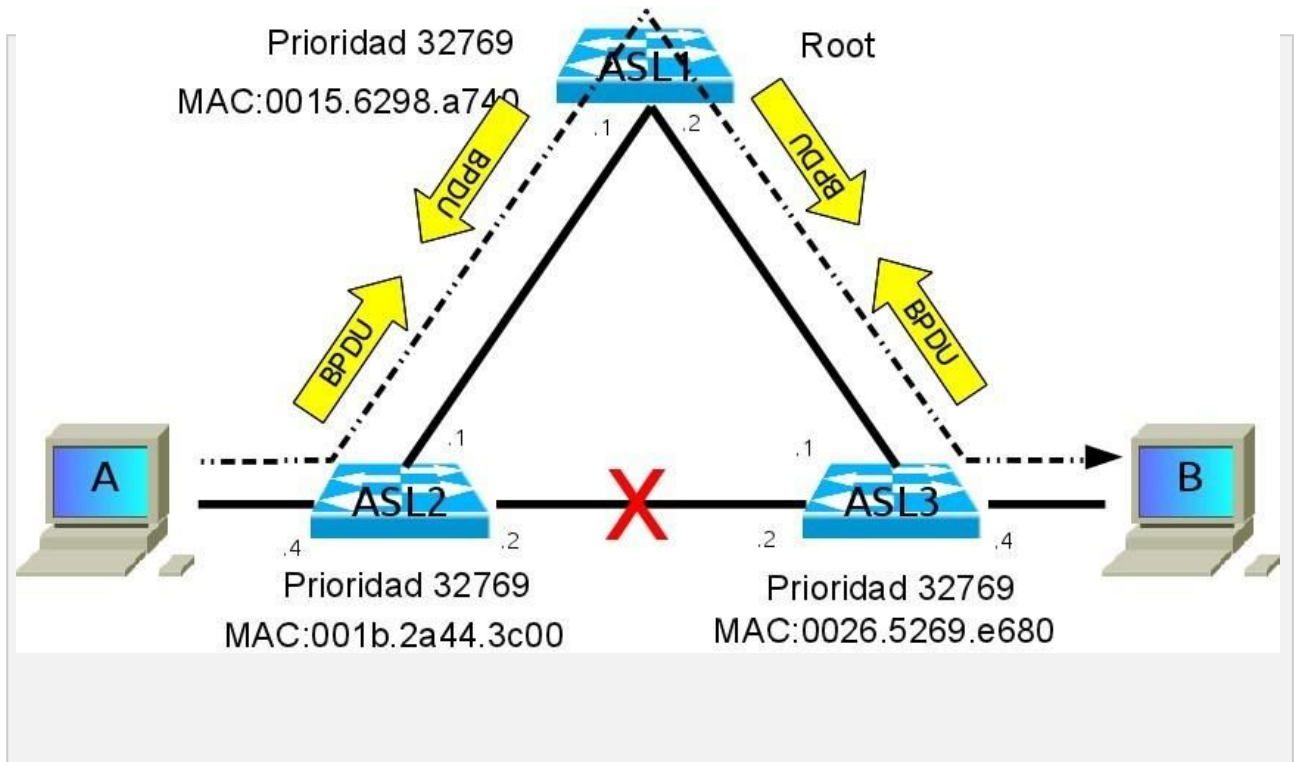 Prioridad 32769
Root
ASL1
MAC:0015.6298.a740
.1
.2
BPDU
BPDU
BPDU
BPDU
.1
.1
A
B
ASL2
ASL3
.4
.2
.2
.4
Prioridad 32769
Prioridad 32769
MAC:001b.2a44.3c00
MAC:0026.5269.e680